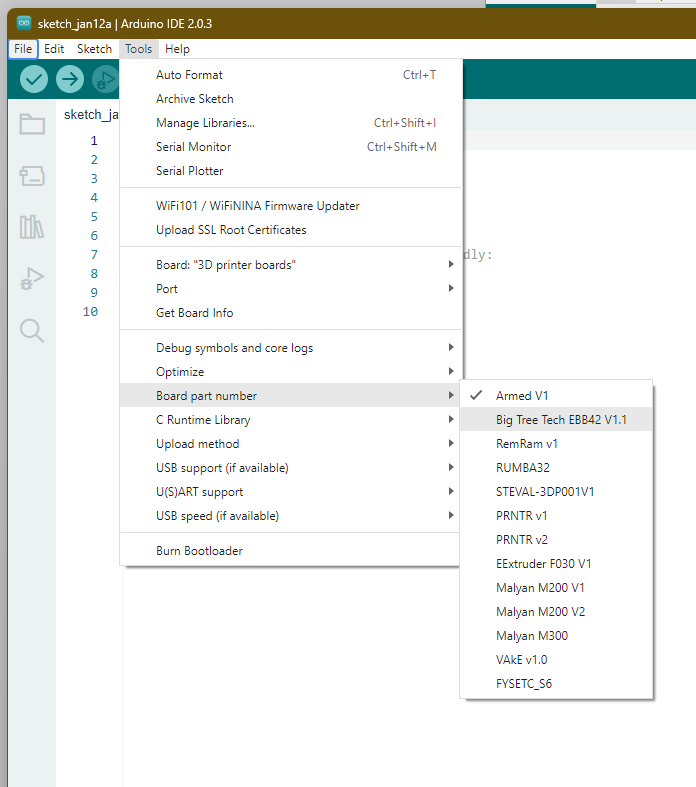 sketch_jan12a | Arduino IDE 2.0.3
File Edit Sketch Tools Help
Auto Format Ctrl+T
Archive Sketch
Manage Libraries... Ctrl+Shift+I
Serial Monitor Ctrl+Shift+M
Serial Plotter
WiFi101 / WiFiNINA Firmware Updater
Upload SSL Root Certificates
Board: "3D printer boards"
Port
Get Board Info
Debug symbols and core logs
Optimize
Board part number
C Runtime Library
Upload method
USB support (if available)
U(S)ART support
USB speed (if available)
Burn Bootloader
Armed V1
Big Tree Tech EBB42 V1.1
RemRam v1
RUMBA32
STEVAL-3DP001V1
PRNTR v1
PRNTR v2
EExtruder F030 V1
Malyan M200 V1
Malyan M200 V2
Malyan M300
VAkE v1.0
FYSETC_S6
sketch_ja
1
2
3
4
5
6
7
8
9
10
dly: